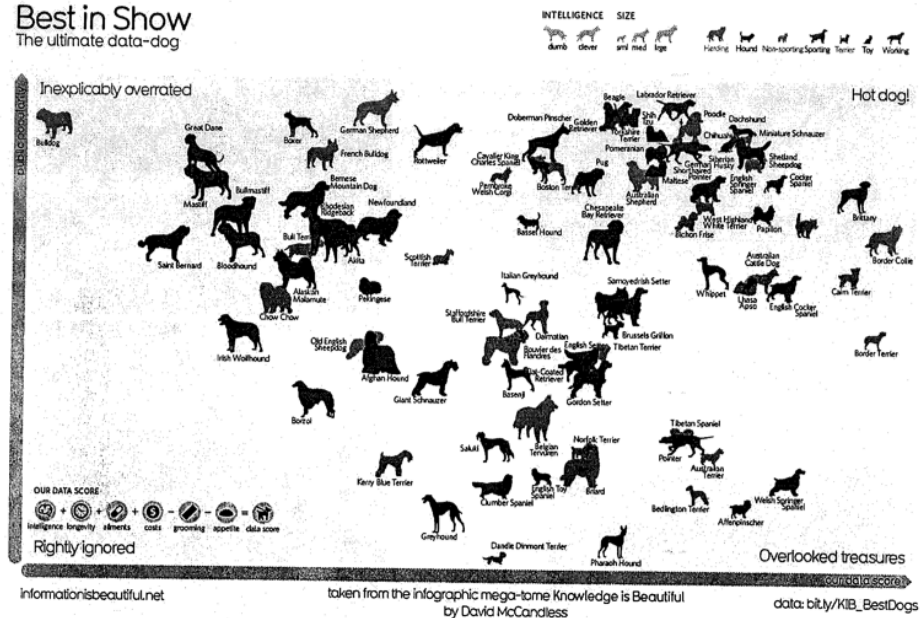 Best in Show
The ultimate data-dog
INTELLIGENCE SIZE
dumb clever sml med lrge
Herding Hound Non-sporting Sporting Terrier Toy Working
Inexplicably overrated
Hot dog!
Bulldog
Great Dane
Boxer
German Shepherd
French Bulldog
Rottweiler
Doberman Pinscher
Beagle
Golden Retriever
Labrador Retriever
Shih Tzu
Yorkshire Terrier
Poodle
Dachshund
Chihuahua
Miniature Schnauzer
Pomeranian
Cavalier King Charles Spaniel
Pembroke Welsh Corgi
Boston Terr
Pug
Australian Shepherd
Maltese
German Shorthaired Pointer
Siberian Husky
Shetland Sheepdog
English Springer Spaniel
Cocker Spaniel
Mastiff
Bullmastiff
Bernese Mountain Dog
Rhodesian Ridgeback
Newfoundland
Bull Terr
Akita
Saint Bernard
Bloodhound
Alaskan Malamute
Chow Chow
Pekingese
Scottish Terrier
Basset Hound
Chesapeake Bay Retriever
Bichon Frise
West Highland White Terrier
Papillon
Brittany
Border Collie
Whippet
Australian Cattle Dog
Lhasa Apso
English Cocker Spaniel
Cairn Terrier
Border Terrier
Italian Greyhound
Samoyed
Irish Setter
Staffordshire Bull Terrier
Dalmatian
Brussels Griffon
Tibetan Terrier
Irish Wolfhound
Old English Sheepdog
Afghan Hound
Bouvier des Flandres
English Setter
Flat-Coated Retriever
Basenji
Gordon Setter
Giant Schnauzer
Borzoi
Saluki
Belgian Tervuren
Norfolk Terrier
Briard
Tibetan Spaniel
Pointer
Australian Terrier
Kerry Blue Terrier
Clumber Spaniel
English Toy Spaniel
Bedlington Terrier
Welsh Springer Spaniel
Affenpinscher
Greyhound
Dandie Dinmont Terrier
Pharaoh Hound
OUR DATA SCORE
intelligence + longevity + ailments + costs - grooming - appetite = data score
Rightly ignored
Overlooked treasures
our data score
informationisbeautiful.net
taken from the infographic mega-tome Knowledge is Beautiful
by David McCandless
data: bit.ly/KIB_BestDogs